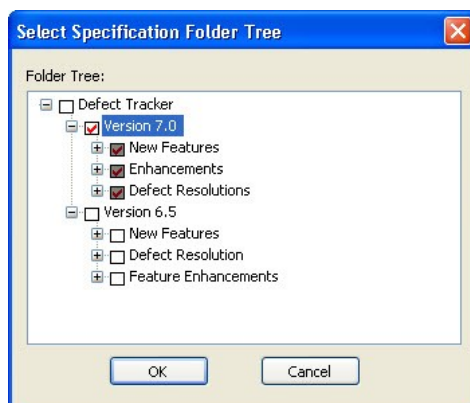 Select Specification Folder Tree
Folder Tree:
Defect Tracker
Version 7.0
New Features
Enhancements
Defect Resolutions
Version 6.5
New Features
Defect Resolution
Feature Enhancements
OK Cancel